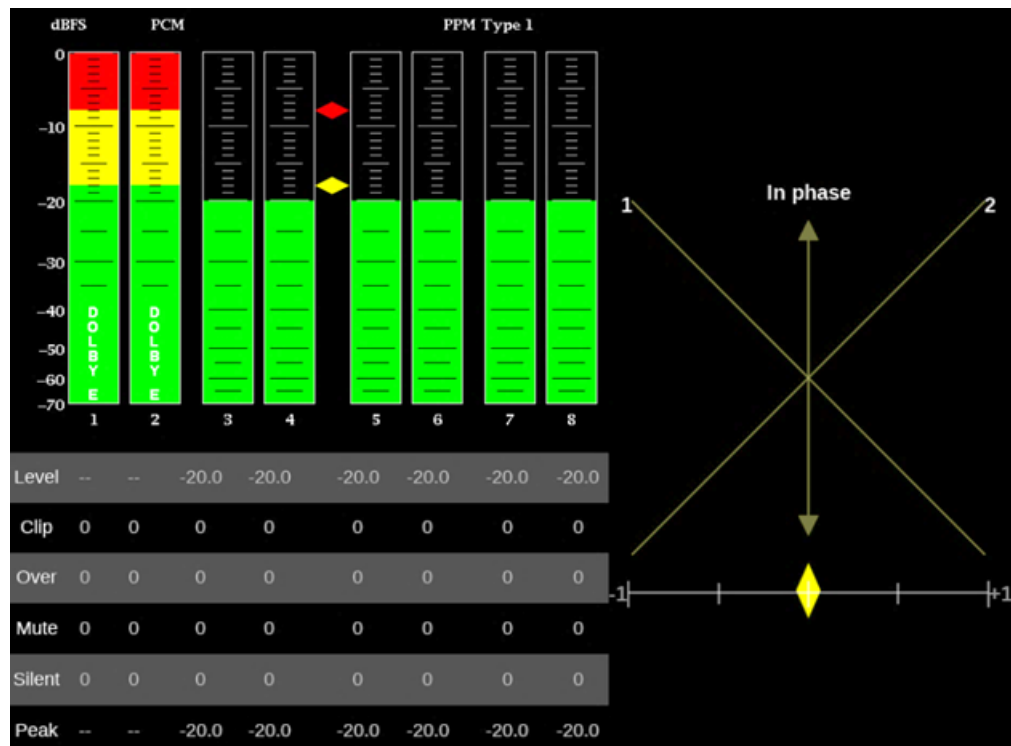 dBFS PCM PPM Type 1
0
–10
–20
–30
–40
–50
–60
–70
DOLBY E
DOLBY E
1 2 3 4 5 6 7 8
Level -- -- -20.0 -20.0 -20.0 -20.0 -20.0 -20.0
Clip 0 0 0 0 0 0 0 0
Over 0 0 0 0 0 0 0 0
Mute 0 0 0 0 0 0 0 0
Silent 0 0 0 0 0 0 0 0
Peak -- -- -20.0 -20.0 -20.0 -20.0 -20.0 -20.0
In phase
1 2
-1 +1